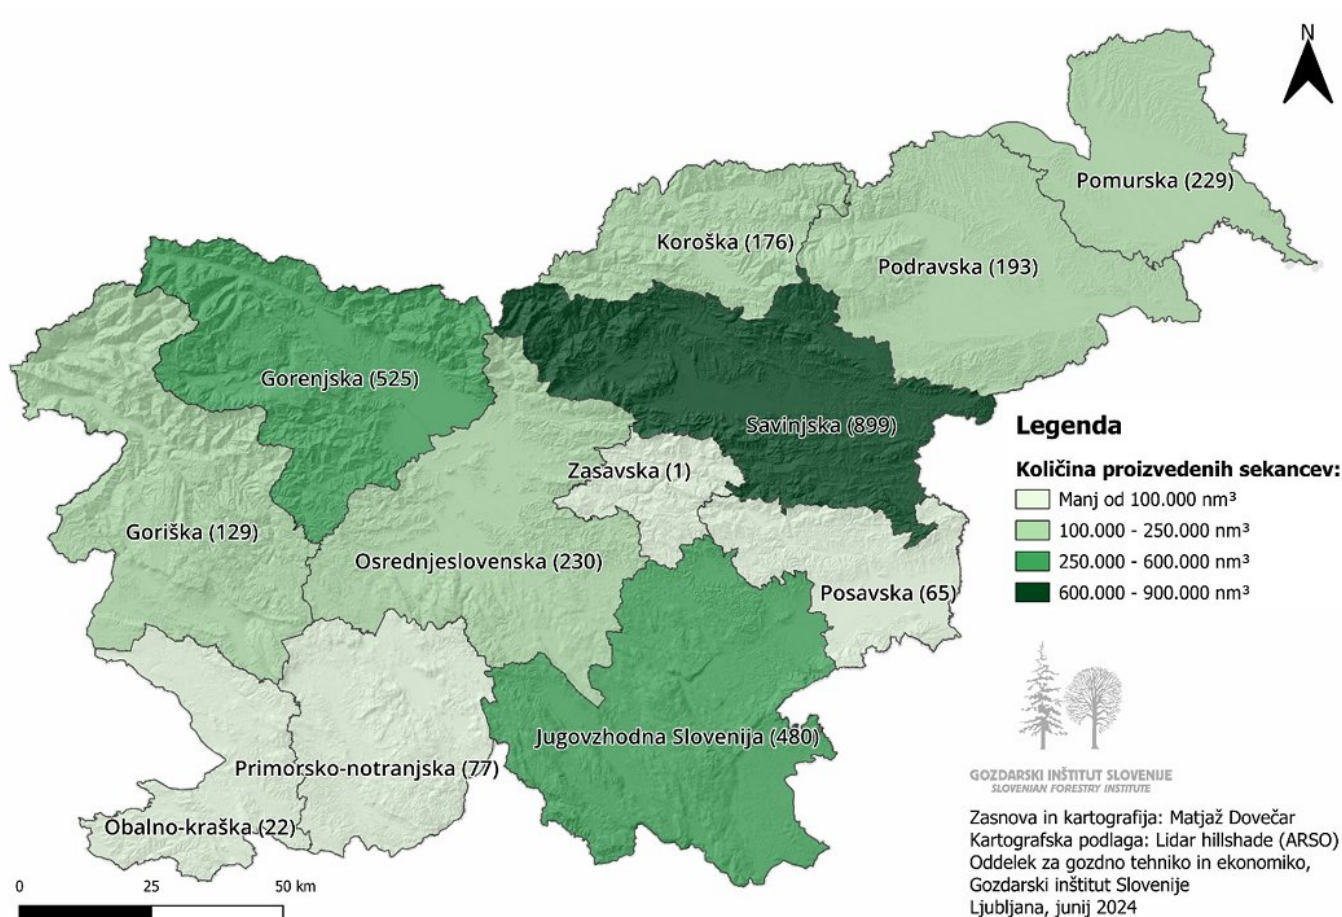 N
Pomurska (229)
Koroška (176)
Podravska (193)
Gorenjska (525)
Savinjska (899)
Zasavska (1)
Goriška (129)
Osrednjeslovenska (230)
Posavska (65)
Jugovzhodna Slovenija (480)
Primorsko-notranjska (77)
Obalno-kraška (22)
0 25 50 km
Legenda
Količina proizvedenih sekancev:
Manj od 100.000 nm³
100.000 - 250.000 nm³
250.000 - 600.000 nm³
600.000 - 900.000 nm³
GOZDARSKI INŠTITUT SLOVENIJE
SLOVENIAN FORESTRY INSTITUTE
Zasnova in kartografija: Matjaž Dovečar
Kartografska podlaga: Lidar hillshade (ARSO)
Oddelek za gozdno tehniko in ekonomiko,
Gozdarski inštitut Slovenije
Ljubljana, junij 2024